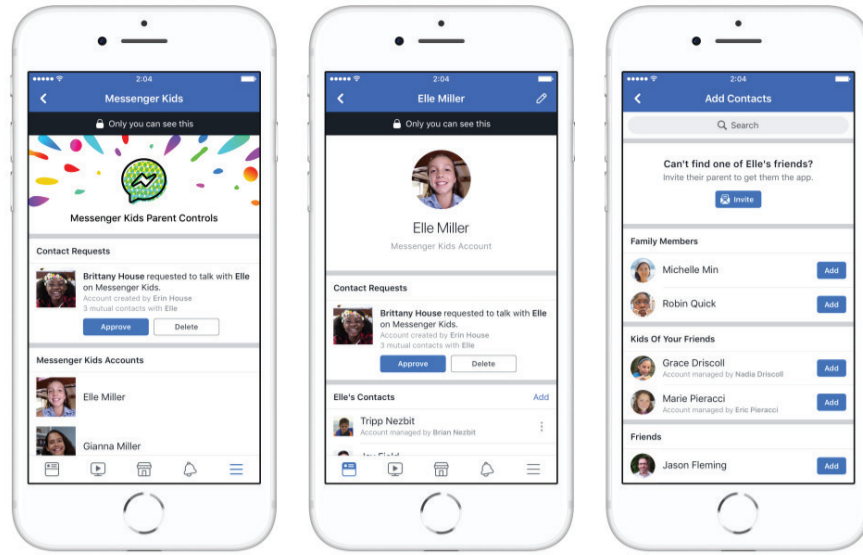 2:04
Messenger Kids
Only you can see this
Messenger Kids Parent Controls
Contact Requests
Brittany House requested to talk with Elle
on Messenger Kids.
Account created by Erin House
3 mutual contacts with Elle
Approve Delete
Messenger Kids Accounts
Elle Miller
Gianna Miller
2:04
Elle Miller
Only you can see this
Elle Miller
Messenger Kids Account
Contact Requests
Brittany House requested to talk with Elle
on Messenger Kids.
Account created by Erin House
3 mutual contacts with Elle
Approve Delete
Elle's Contacts Add
Tripp Nezbit
Account managed by Brian Nezbit
2:04
Add Contacts
Search
Can't find one of Elle's friends?
Invite their parent to get them the app.
Invite
Family Members
Michelle Min Add
Robin Quick Add
Kids Of Your Friends
Grace Driscoll Add
Account managed by Nadia Driscoll
Marie Pieracci Add
Account managed by Eric Pieracci
Friends
Jason Fleming Add